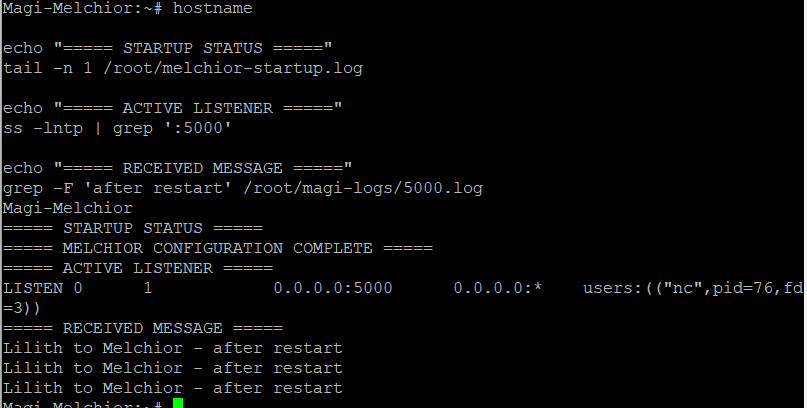 Magi-Melchior:~# hostname
echo "===== STARTUP STATUS ====="
tail -n 1 /root/melchior-startup.log
echo "===== ACTIVE LISTENER ====="
ss -lntp | grep ':5000'
echo "===== RECEIVED MESSAGE ====="
grep -F 'after restart' /root/magi-logs/5000.log
Magi-Melchior
===== STARTUP STATUS =====
===== MELCHIOR CONFIGURATION COMPLETE =====
===== ACTIVE LISTENER =====
LISTEN 0      1            0.0.0.0:5000      0.0.0.0:*    users:(("nc",pid=76,fd
=3))
===== RECEIVED MESSAGE =====
Lilith to Melchior - after restart
Lilith to Melchior - after restart
Lilith to Melchior - after restart
Magi-Melchior:~#